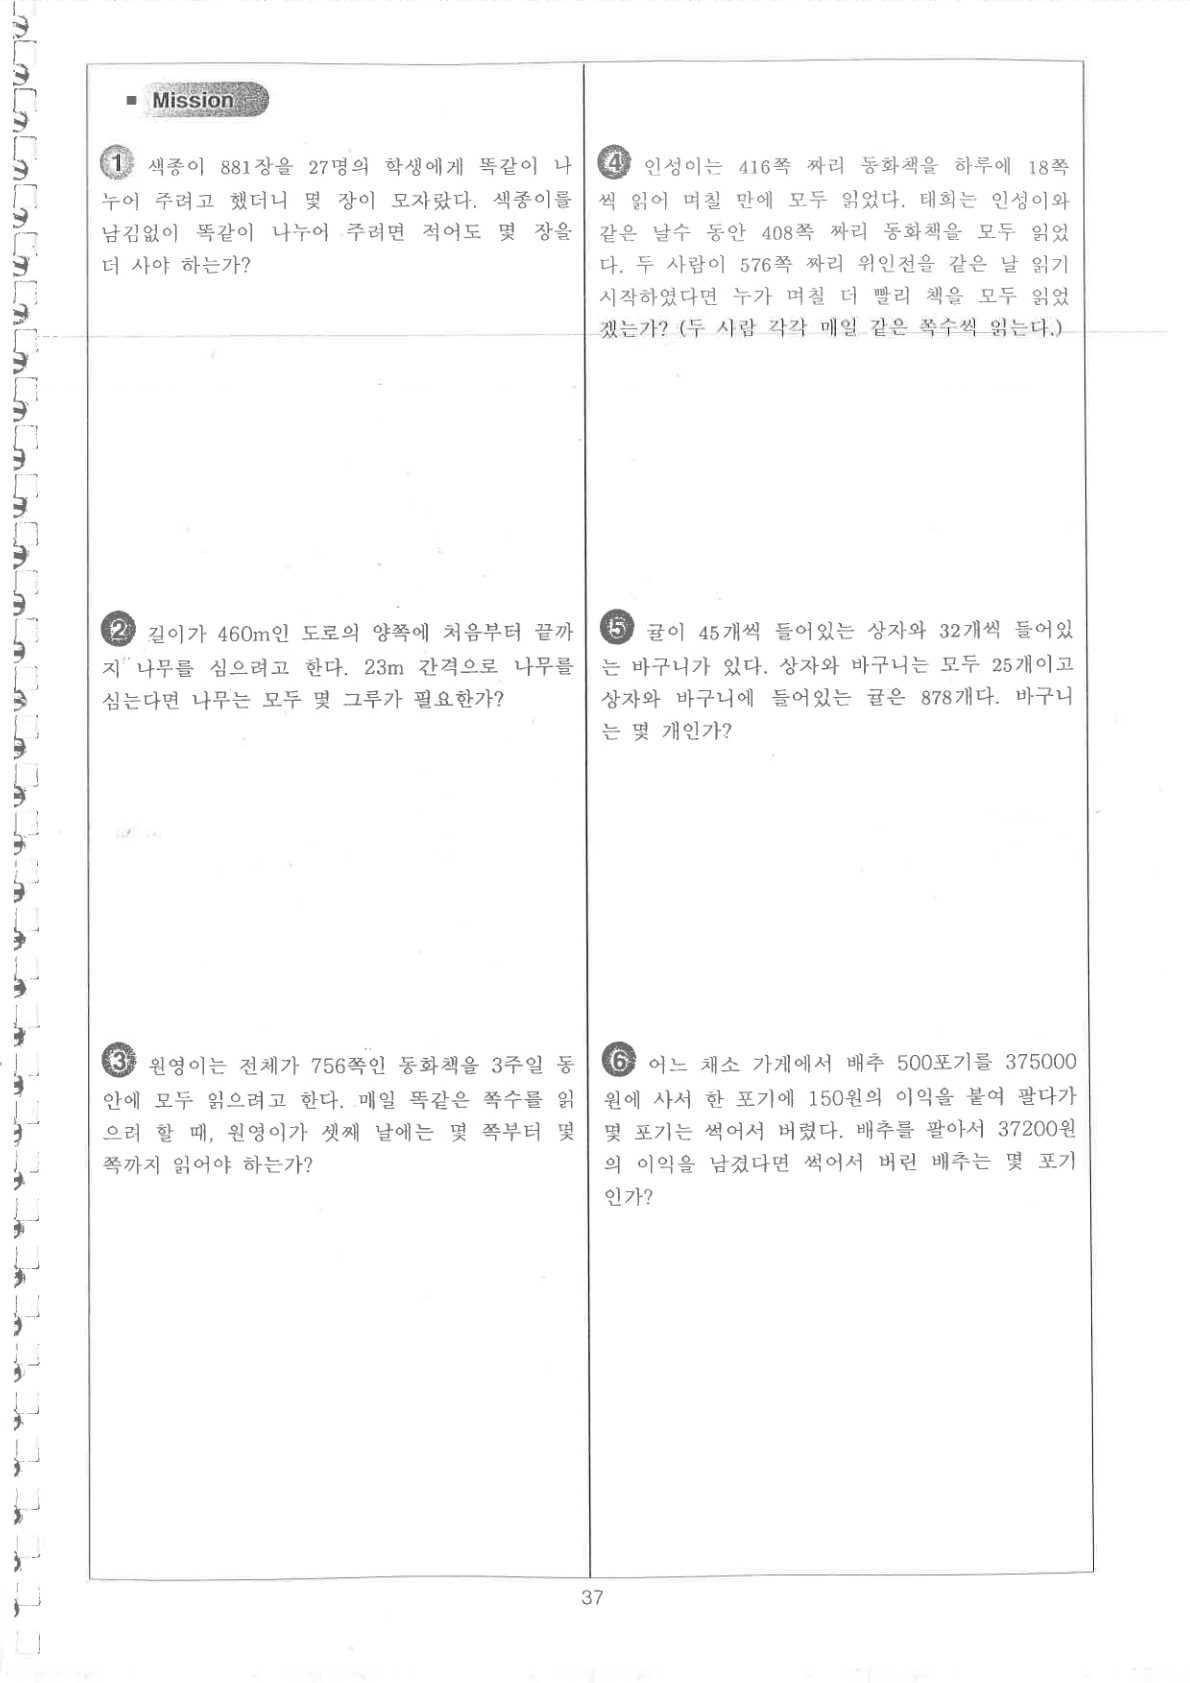 Mission
1 색종이 881장을 27명의 학생에게 똑같이 나
누어 주려고 했더니 몇 장이 모자랐다. 색종이를
남김없이 똑같이 나누어 주려면 적어도 몇 장을
더 사야 하는가?
2 길이가 460m인 도로의 양쪽에 처음부터 끝까
지 나무를 심으려고 한다. 23m 간격으로 나무를
심는다면 나무는 모두 몇 그루가 필요한가?
3 원영이는 전체가 756쪽인 동화책을 3주일 동
안에 모두 읽으려고 한다. 매일 똑같은 쪽수를 읽
으려 할 때, 원영이가 셋째 날에는 몇 쪽부터 몇
쪽까지 읽어야 하는가?
4 인성이는 416쪽 짜리 동화책을 하루에 18쪽
씩 읽어 며칠 만에 모두 읽었다. 태희는 인성이와
같은 날수 동안 408쪽 짜리 동화책을 모두 읽었
다. 두 사람이 576쪽 짜리 위인전을 같은 날 읽기
시작하였다면 누가 며칠 더 빨리 책을 모두 읽었
겠는가? (두 사람 각각 매일 같은 쪽수씩 읽는다.)
5 귤이 45개씩 들어있는 상자와 32개씩 들어있
는 바구니가 있다. 상자와 바구니는 모두 25개이고
상자와 바구니에 들어있는 귤은 878개다. 바구니
는 몇 개인가?
6 어느 채소 가게에서 배추 500포기를 375000
원에 사서 한 포기에 150원의 이익을 붙여 팔다가
몇 포기는 썩어서 버렸다. 배추를 팔아서 37200원
의 이익을 남겼다면 썩어서 버린 배추는 몇 포기
인가?
37